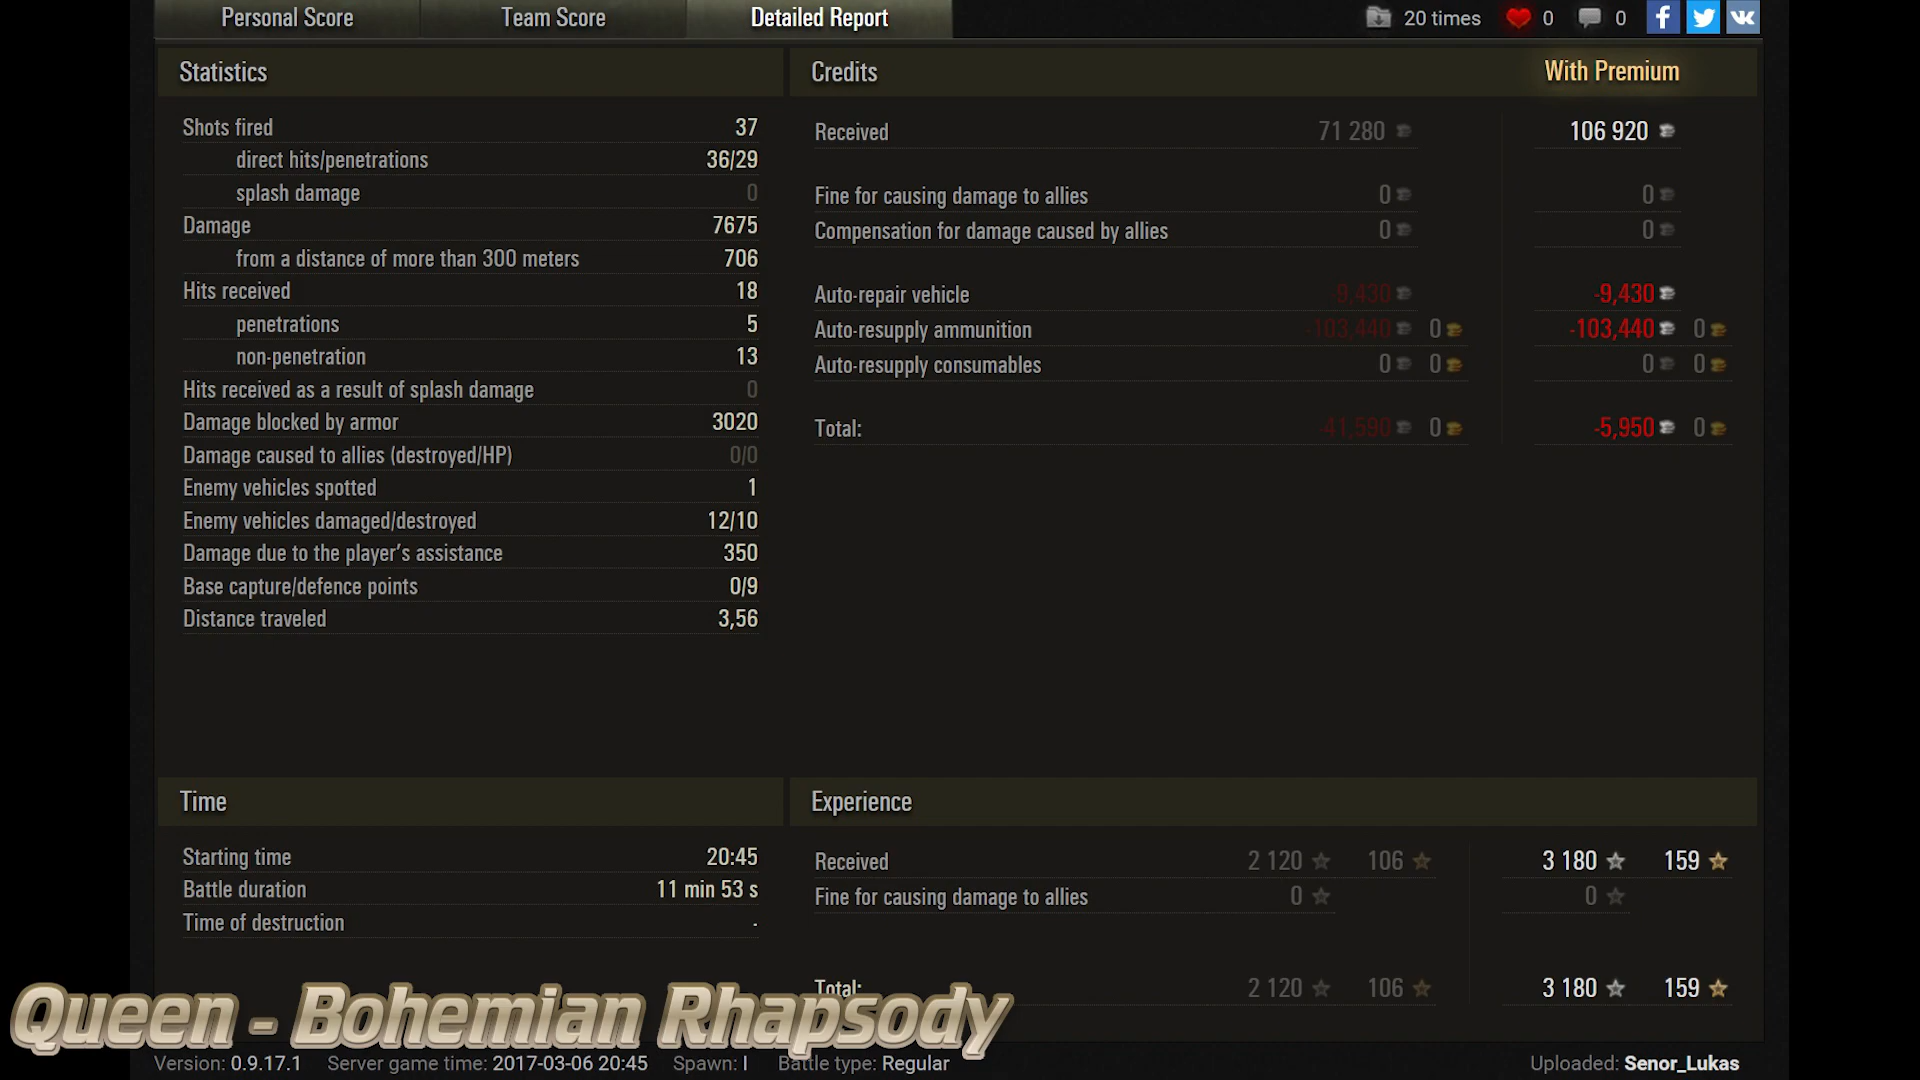 Personal Score Team Score Detailed Report 20 times 0 0
Statistics
Shots fired 37
direct hits/penetrations 36/29
splash damage 0
Damage 7675
from a distance of more than 300 meters 706
Hits received 18
penetrations 5
non-penetration 13
Hits received as a result of splash damage 0
Damage blocked by armor 3020
Damage caused to allies (destroyed/HP) 0/0
Enemy vehicles spotted 1
Enemy vehicles damaged/destroyed 12/10
Damage due to the player's assistance 350
Base capture/defence points 0/9
Distance traveled 3,56
Credits With Premium
Received 71 280 106 920
Fine for causing damage to allies 0 0
Compensation for damage caused by allies 0 0
Auto-repair vehicle -9,430 -9,430
Auto-resupply ammunition -103,440 0 -103,440 0
Auto-resupply consumables 0 0 0 0
Total: -41,590 0 -5,950 0
Time
Starting time 20:45
Battle duration 11 min 53 s
Time of destruction -
Experience
Received 2 120 106 3 180 159
Fine for causing damage to allies 0 0
Total: 2 120 106 3 180 159
Queen - Bohemian Rhapsody
Version: 0.9.17.1 Server game time: 2017-03-06 20:45 Spawn: I Battle type: Regular Uploaded: Senor_Lukas